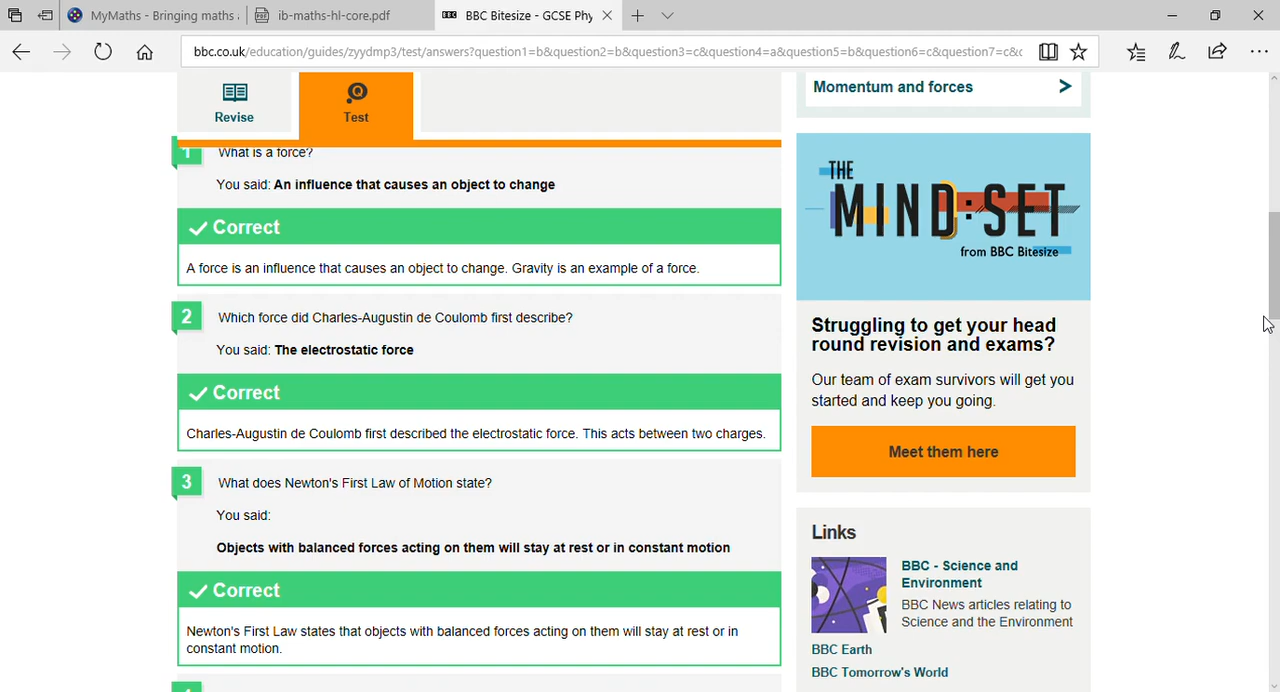 MyMaths - Bringing maths
ib-maths-hl-core.pdf
BBC
BBC Bitesize - GCSE Phy
bbc.co.uk/education/guides/zyydmp3/test/answers?question1=b&question2=b&question3=c&question4=a&question5=b&question6=c&question7=c&
Revise
Test
1
What is a force?
You said: An influence that causes an object to change
Correct
A force is an influence that causes an object to change. Gravity is an example of a force.
2
Which force did Charles-Augustin de Coulomb first describe?
You said: The electrostatic force
Correct
Charles-Augustin de Coulomb first described the electrostatic force. This acts between two charges.
3
What does Newton's First Law of Motion state?
You said:
Objects with balanced forces acting on them will stay at rest or in constant motion
Correct
Newton's First Law states that objects with balanced forces acting on them will stay at rest or in
constant motion.
Momentum and forces
THE
MIND:SET
from BBC Bitesize
Struggling to get your head
round revision and exams?
Our team of exam survivors will get you
started and keep you going.
Meet them here
Links
BBC - Science and
Environment
BBC News articles relating to
Science and the Environment
BBC Earth
BBC Tomorrow's World